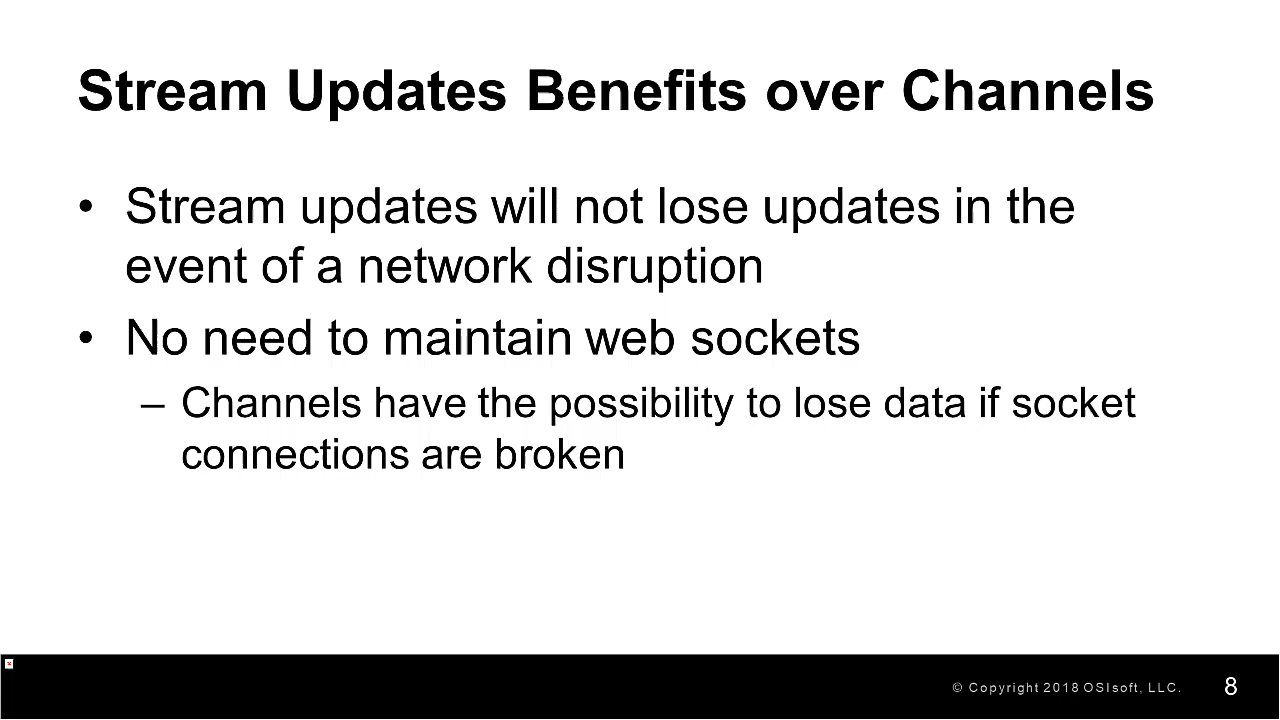 Stream Updates Benefits over Channels
• Stream updates will not lose updates in the
event of a network disruption
• No need to maintain web sockets
– Channels have the possibility to lose data if socket
connections are broken
© Copyright 2018 OSIsoft, LLC.
8